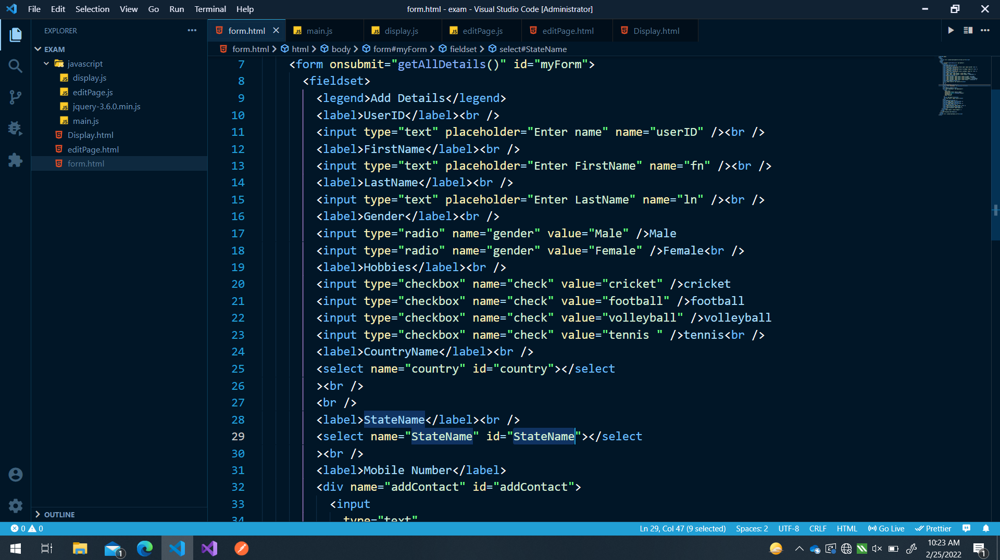 File Edit Selection View Go Run Terminal Help
form.html - exam - Visual Studio Code [Administrator]
EXPLORER
EXAM
javascript
display.js
editPage.js
jquery-3.6.0.min.js
main.js
Display.html
editPage.html
form.html
OUTLINE
form.html main.js display.js editPage.js editPage.html Display.html
form.html html body form#myForm fieldset select#StateName
7 <form onsubmit="getAllDetails()" id="myForm">
8 <fieldset>
9 <legend>Add Details</legend>
10 <label>UserID</label><br />
11 <input type="text" placeholder="Enter name" name="userID" /><br />
12 <label>FirstName</label><br />
13 <input type="text" placeholder="Enter FirstName" name="fn" /><br />
14 <label>LastName</label><br />
15 <input type="text" placeholder="Enter LastName" name="ln" /><br />
16 <label>Gender</label><br />
17 <input type="radio" name="gender" value="Male" />Male
18 <input type="radio" name="gender" value="Female" />Female<br />
19 <label>Hobbies</label><br />
20 <input type="checkbox" name="check" value="cricket" />cricket
21 <input type="checkbox" name="check" value="football" />football
22 <input type="checkbox" name="check" value="volleyball" />volleyball
23 <input type="checkbox" name="check" value="tennis " />tennis<br />
24 <label>CountryName</label><br />
25 <select name="country" id="country"></select
26 ><br />
27 <br />
28 <label>StateName</label><br />
29 <select name="StateName" id="StateName"></select
30 ><br />
31 <label>Mobile Number</label>
32 <div name="addContact" id="addContact">
33 <input
34 type="text"
0 0 Ln 29, Col 47 (9 selected) Spaces: 2 UTF-8 CRLF HTML Go Live Prettier
1
10:23 AM
2/25/2022
1